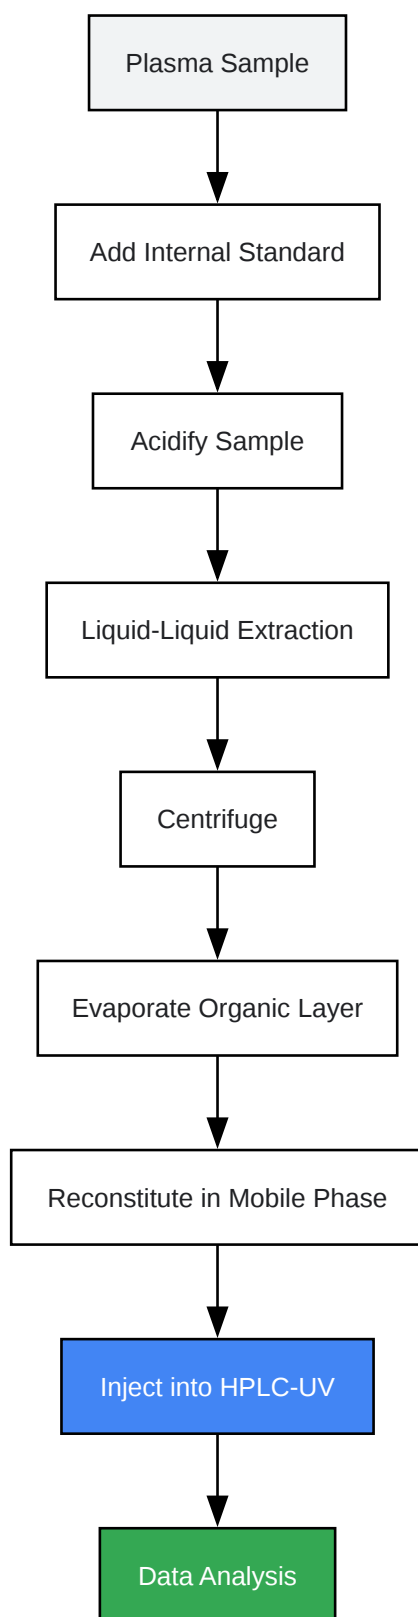 Plasma Sample
Add Internal Standard
Acidify Sample
Liquid-Liquid Extraction
Centrifuge
Evaporate Organic Layer
Reconstitute in Mobile Phase
Inject into HPLC-UV
Data Analysis